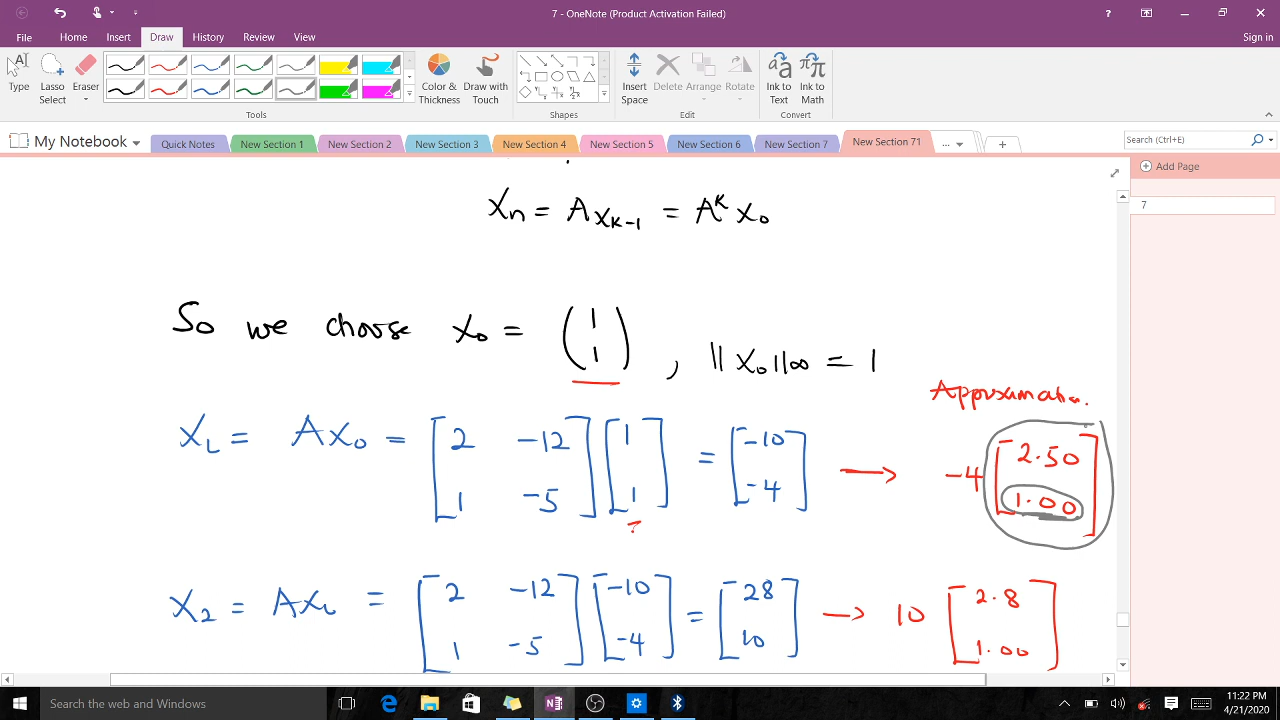 7 - OneNote (Product Activation Failed)
File Home Insert Draw History Review View
Sign in
Type
Lasso Select
Eraser
Color & Thickness
Draw with Touch
Insert Space
Delete Arrange Rotate
Ink to Text
Ink to Math
Tools Shapes Edit Convert
My Notebook Quick Notes New Section 1 New Section 2 New Section 3 New Section 4 New Section 5 New Section 6 New Section 7 New Section 71 ... +
Search (Ctrl+E)
Add Page
7
Xn = A XK-1 = A^K X0
So we choose X0 = ( 1 1 ) , ||X0||∞ = 1
Approximation.
X1 = AX0 = [ 2 -12 1 -5 ] [ 1 1 ] = [ -10 -4 ] → -4 [ 2.50 1.00 ]
?
X2 = AX1 = [ 2 -12 1 -5 ] [ -10 -4 ] = [ 28 10 ] → 10 [ 2.8 1.00 ]
Search the web and Windows
11:22 PM
4/21/2020